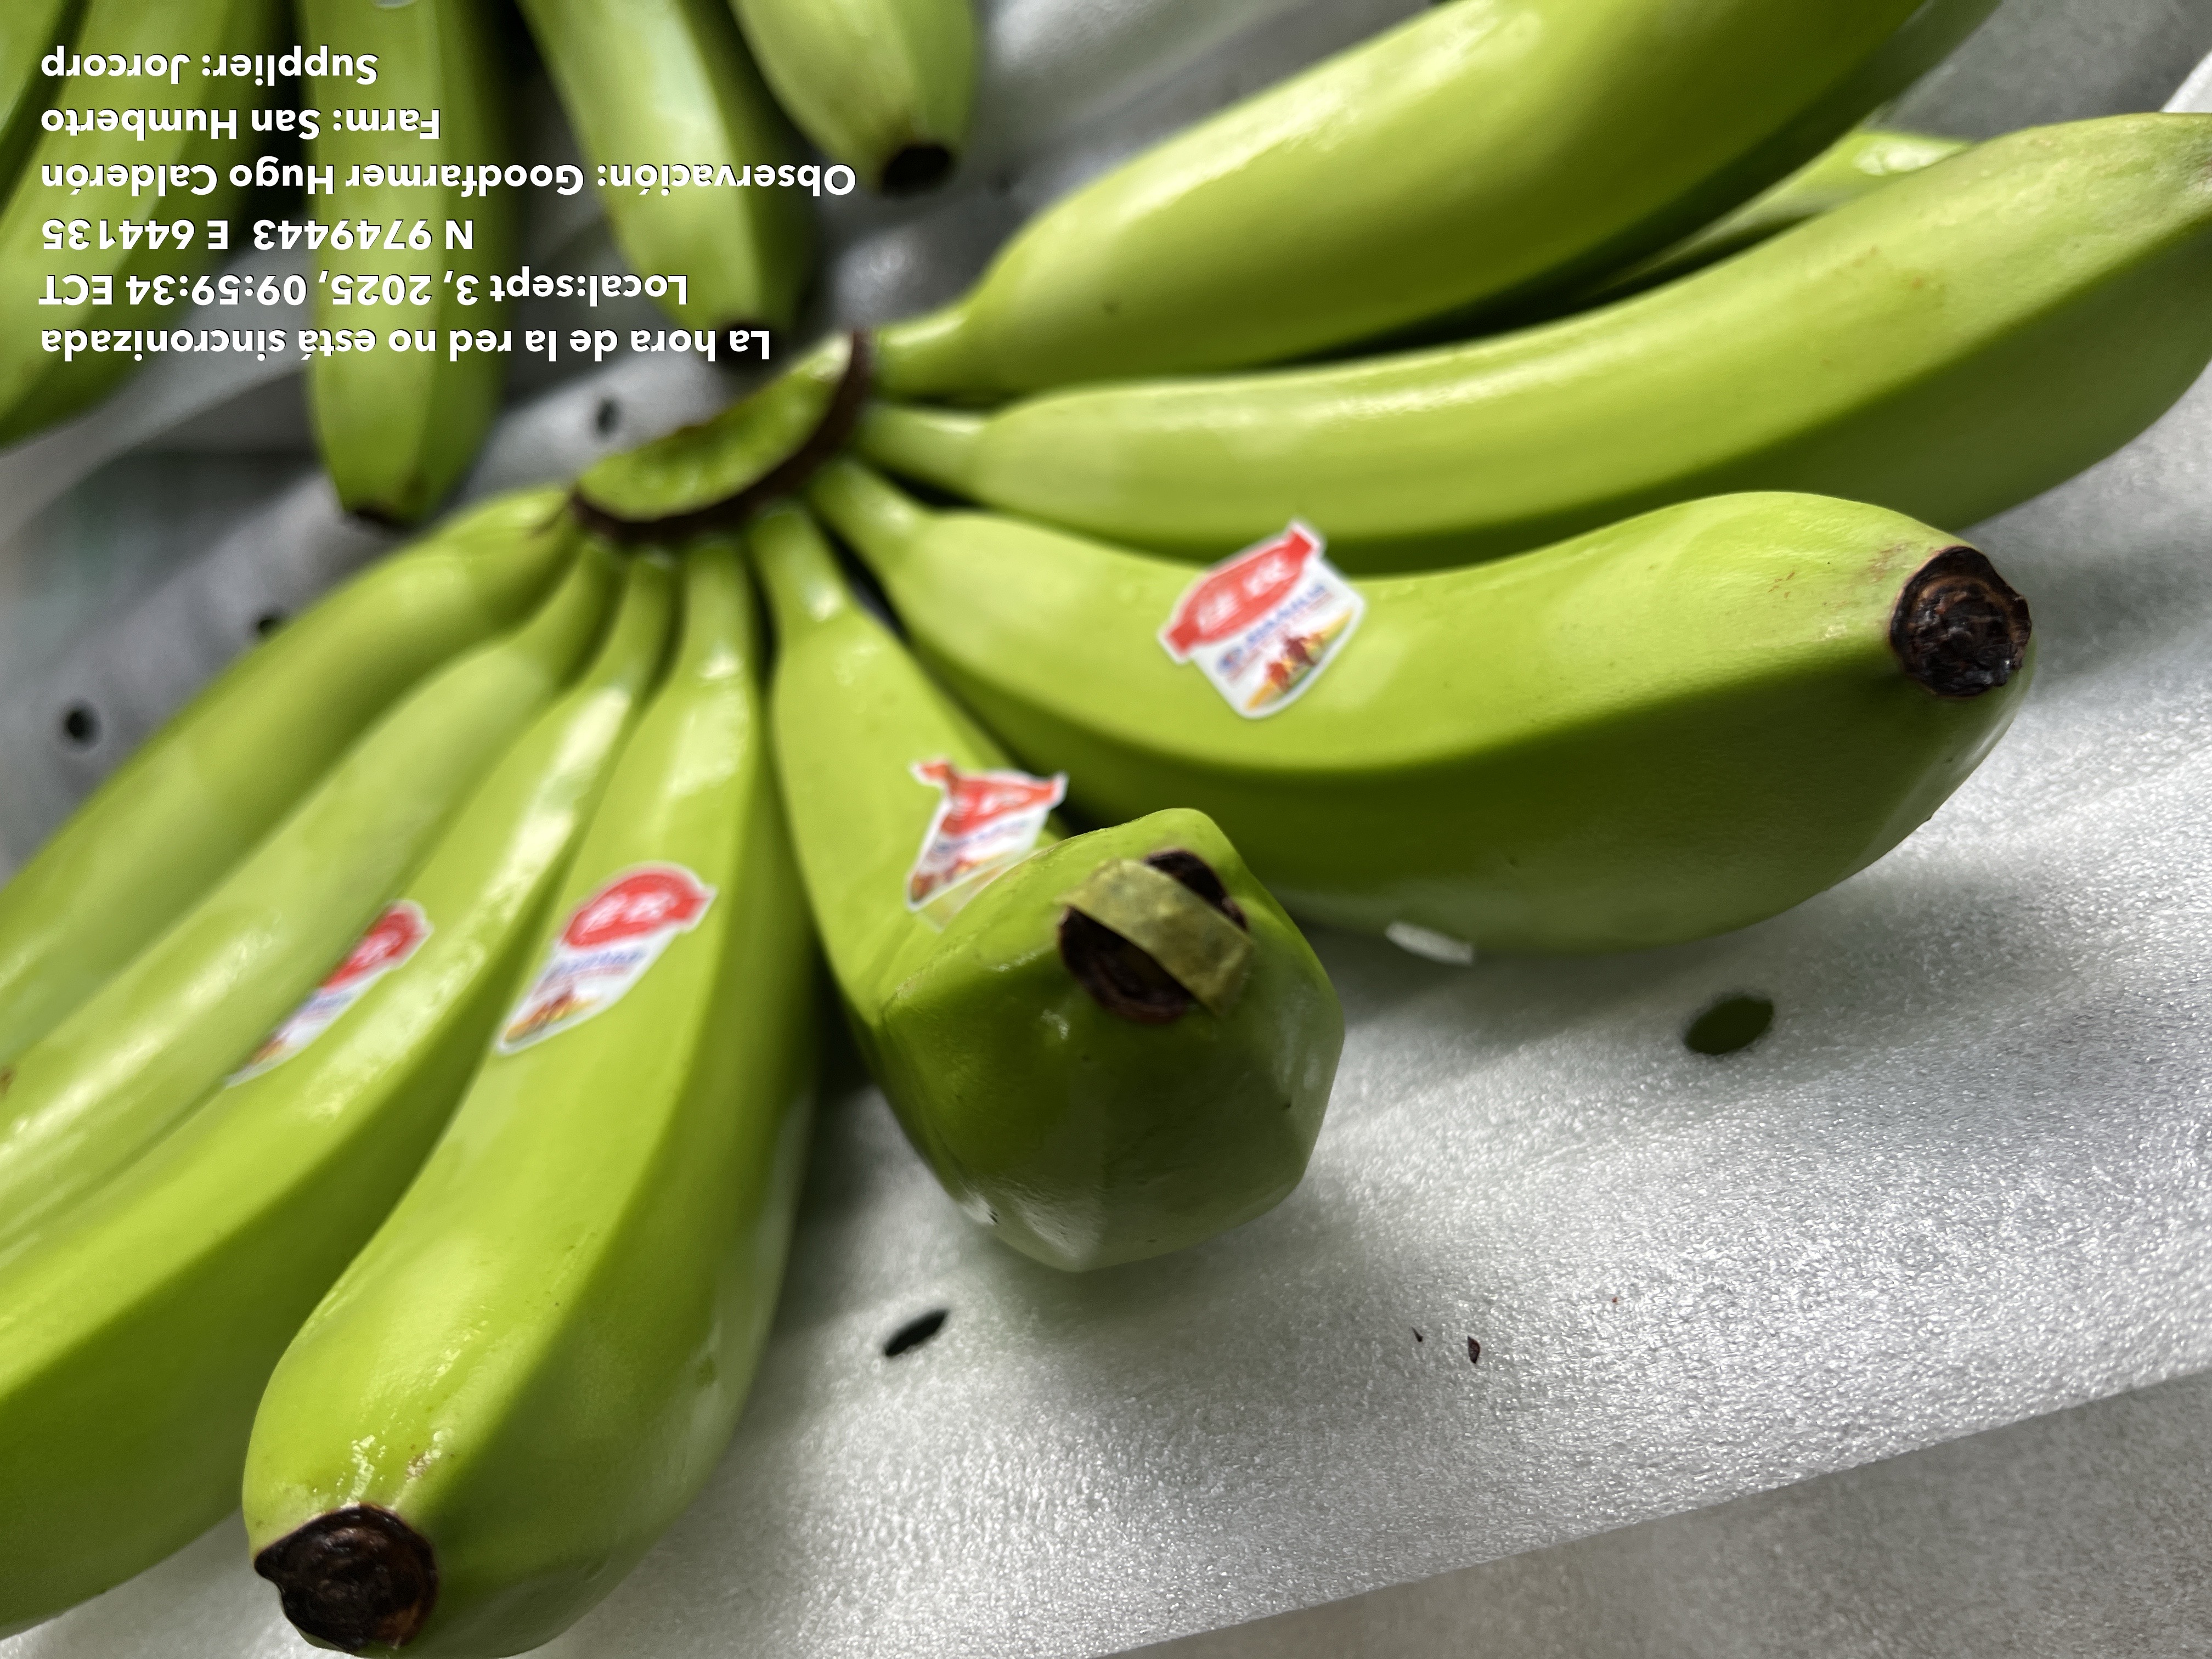 La hora de la red no está sincronizada
Local:sept 3, 2025, 09:59:34 ECT
N 9749443 E 644135
Observación: Goodfarmer Hugo Calderón
Farm: San Humberto
Supplier: Jorcorp